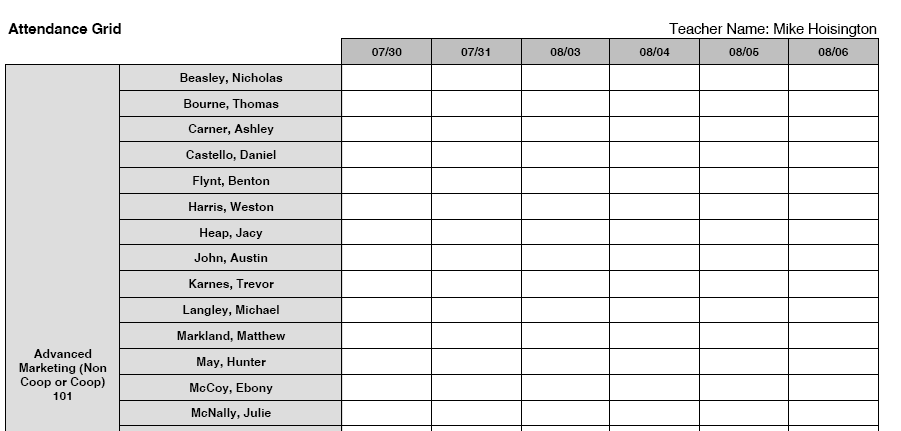 Attendance Grid
Teacher Name: Mike Hoisington
07/30 07/31 08/03 08/04 08/05 08/06
Beasley, Nicholas
Bourne, Thomas
Carner, Ashley
Castello, Daniel
Flynt, Benton
Harris, Weston
Heap, Jacy
John, Austin
Karnes, Trevor
Langley, Michael
Markland, Matthew
May, Hunter
McCoy, Ebony
McNally, Julie
Advanced
Marketing (Non
Coop or Coop)
101